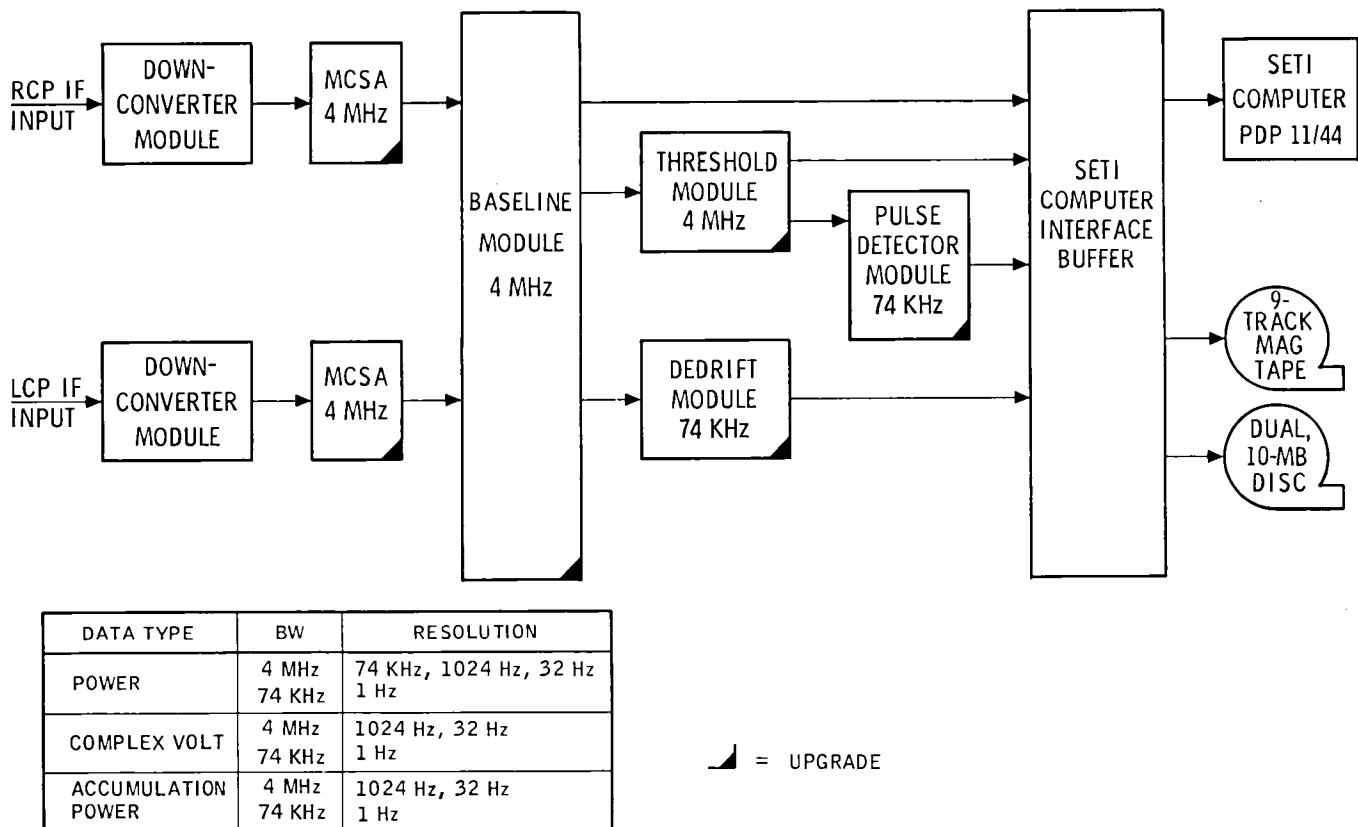 RCP IF
INPUT
DOWN-
CONVERTER
MODULE
MCSA
4 MHz
LCP IF
INPUT
DOWN-
CONVERTER
MODULE
MCSA
4 MHz
BASELINE
MODULE
4 MHz
THRESHOLD
MODULE
4 MHz
PULSE
DETECTOR
MODULE
74 KHz
DEDRIFT
MODULE
74 KHz
SETI
COMPUTER
INTERFACE
BUFFER
SETI
COMPUTER
PDP 11/44
9-
TRACK
MAG
TAPE
DUAL,
10-MB
DISC
DATA TYPE BW RESOLUTION
POWER 4 MHz 74 KHz, 1024 Hz, 32 Hz
74 KHz 1 Hz
COMPLEX VOLT 4 MHz 1024 Hz, 32 Hz
74 KHz 1 Hz
ACCUMULATION 4 MHz 1024 Hz, 32 Hz
POWER 74 KHz 1 Hz
= UPGRADE